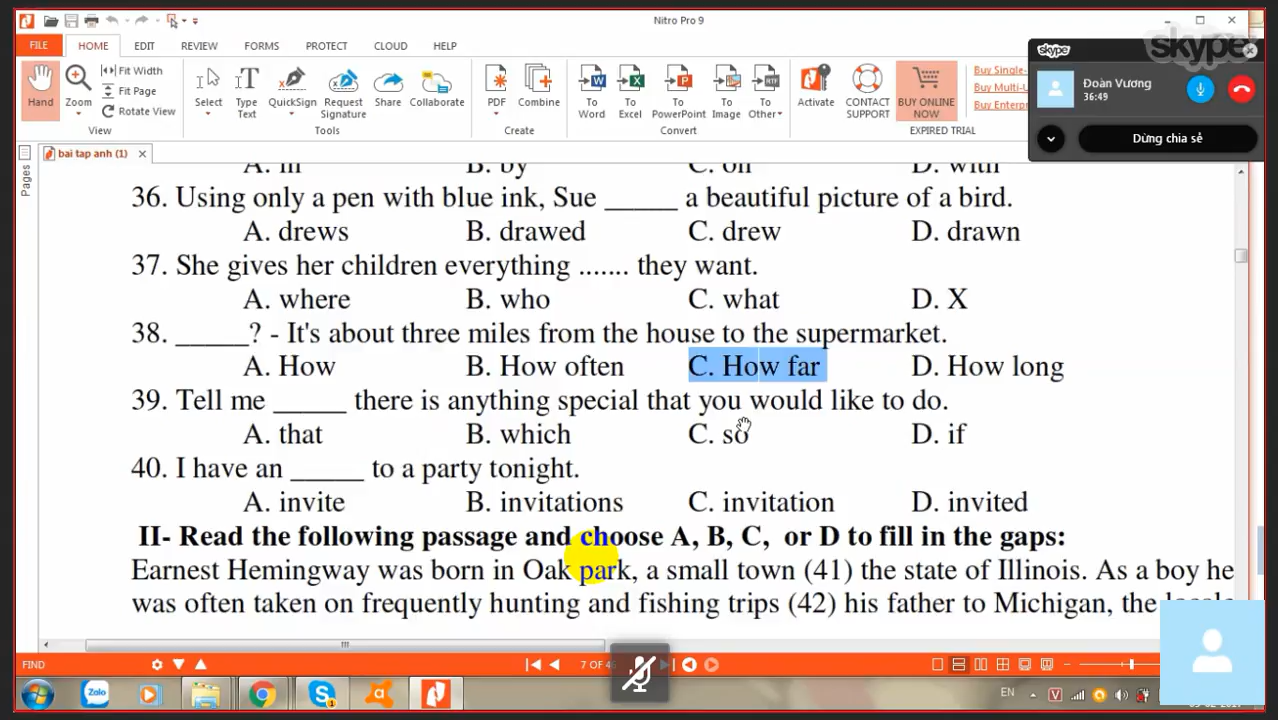 Nitro Pro 9
FILE HOME EDIT REVIEW FORMS PROTECT CLOUD HELP
skype
skype
Đoàn Vương
36:49
Dừng chia sẻ
Hand
Zoom
Fit Width
Fit Page
Rotate View
View
Select
Type Text
QuickSign
Request Signature
Share
Collaborate
Tools
PDF
Combine
Create
To Word
To Excel
To PowerPoint
To Image
To Other
Convert
Activate
CONTACT SUPPORT
BUY ONLINE NOW
Buy Single-
Buy Multi-U
Buy Enterp
EXPIRED TRIAL
bai tap anh (1)
Pages
A. in B. by C. on D. with
36. Using only a pen with blue ink, Sue _____ a beautiful picture of a bird.
A. drews B. drawed C. drew D. drawn
37. She gives her children everything ....... they want.
A. where B. who C. what D. X
38. _____? - It's about three miles from the house to the supermarket.
A. How B. How often C. How far D. How long
39. Tell me _____ there is anything special that you would like to do.
A. that B. which C. so D. if
40. I have an _____ to a party tonight.
A. invite B. invitations C. invitation D. invited
II- Read the following passage and choose A, B, C, or D to fill in the gaps:
Earnest Hemingway was born in Oak park, a small town (41) the state of Illinois. As a boy he
was often taken on frequently hunting and fishing trips (42) his father to Michigan, the
FIND
7 OF
Zalo
EN